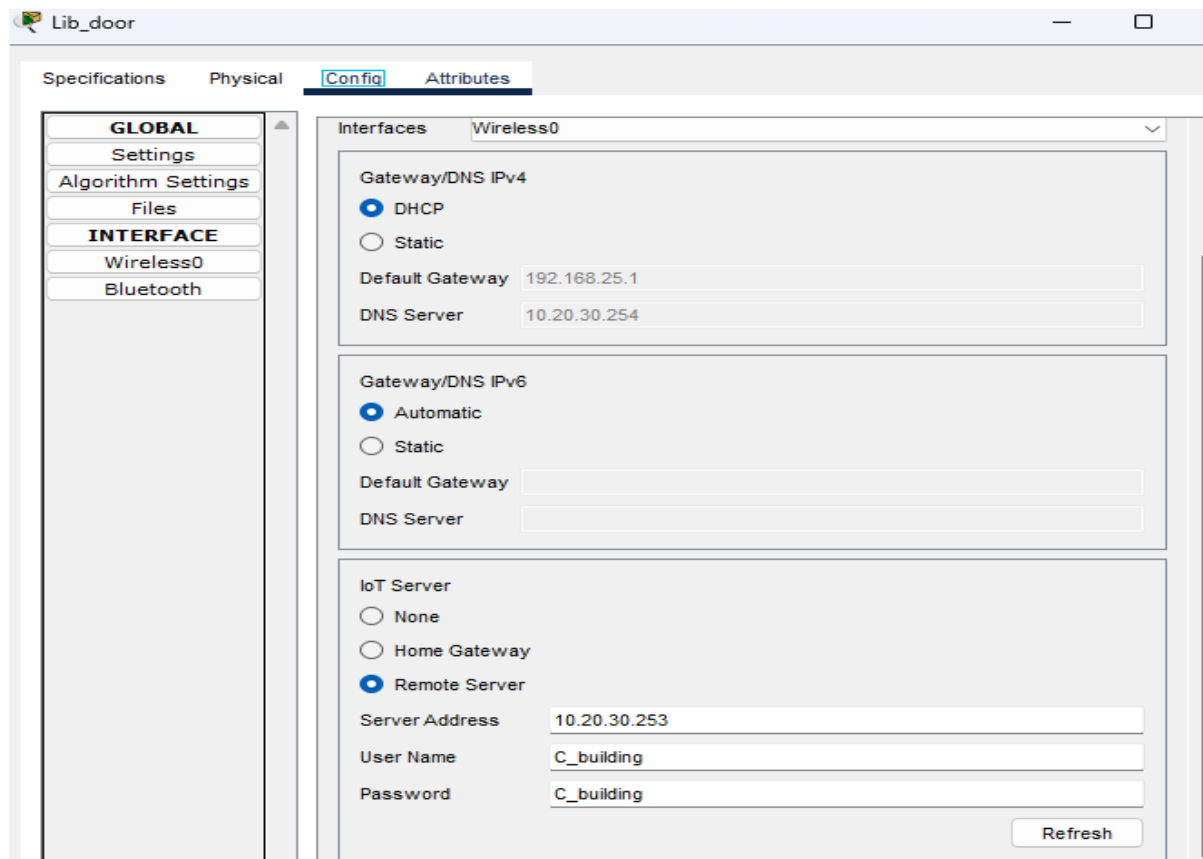 Lib_door
Specifications Physical Config Attributes
GLOBAL
Settings
Algorithm Settings
Files
INTERFACE
Wireless0
Bluetooth
Interfaces Wireless0
Gateway/DNS IPv4
DHCP
Static
Default Gateway 192.168.25.1
DNS Server 10.20.30.254
Gateway/DNS IPv6
Automatic
Static
Default Gateway
DNS Server
IoT Server
None
Home Gateway
Remote Server
Server Address 10.20.30.253
User Name C_building
Password C_building
Refresh